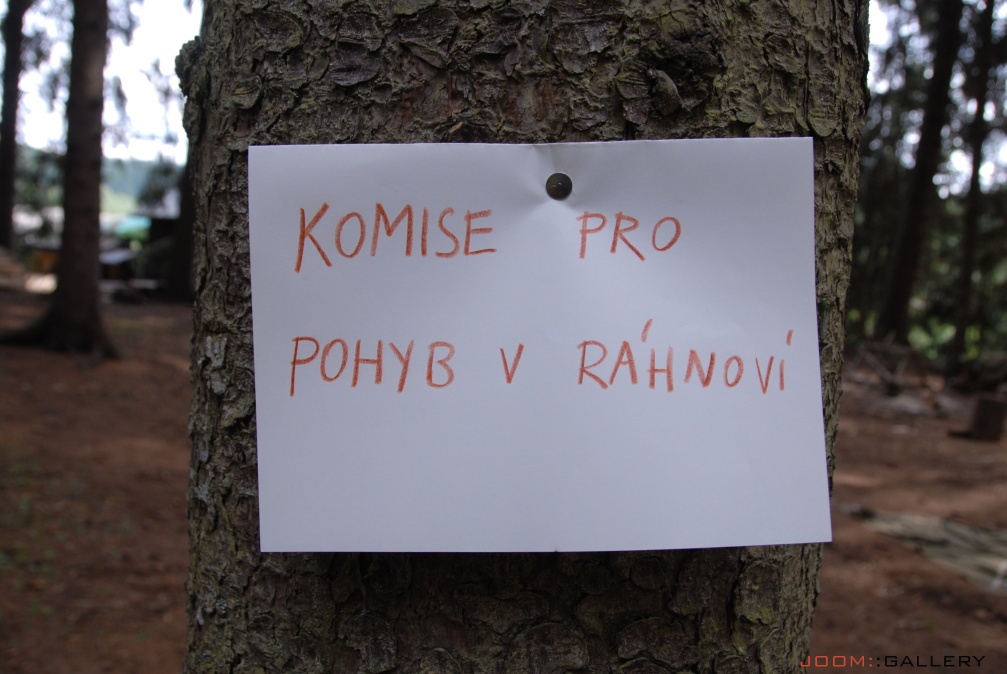 KOMISE PRO
POHYB V RÁHNOVÍ
JOOM::GALLERY